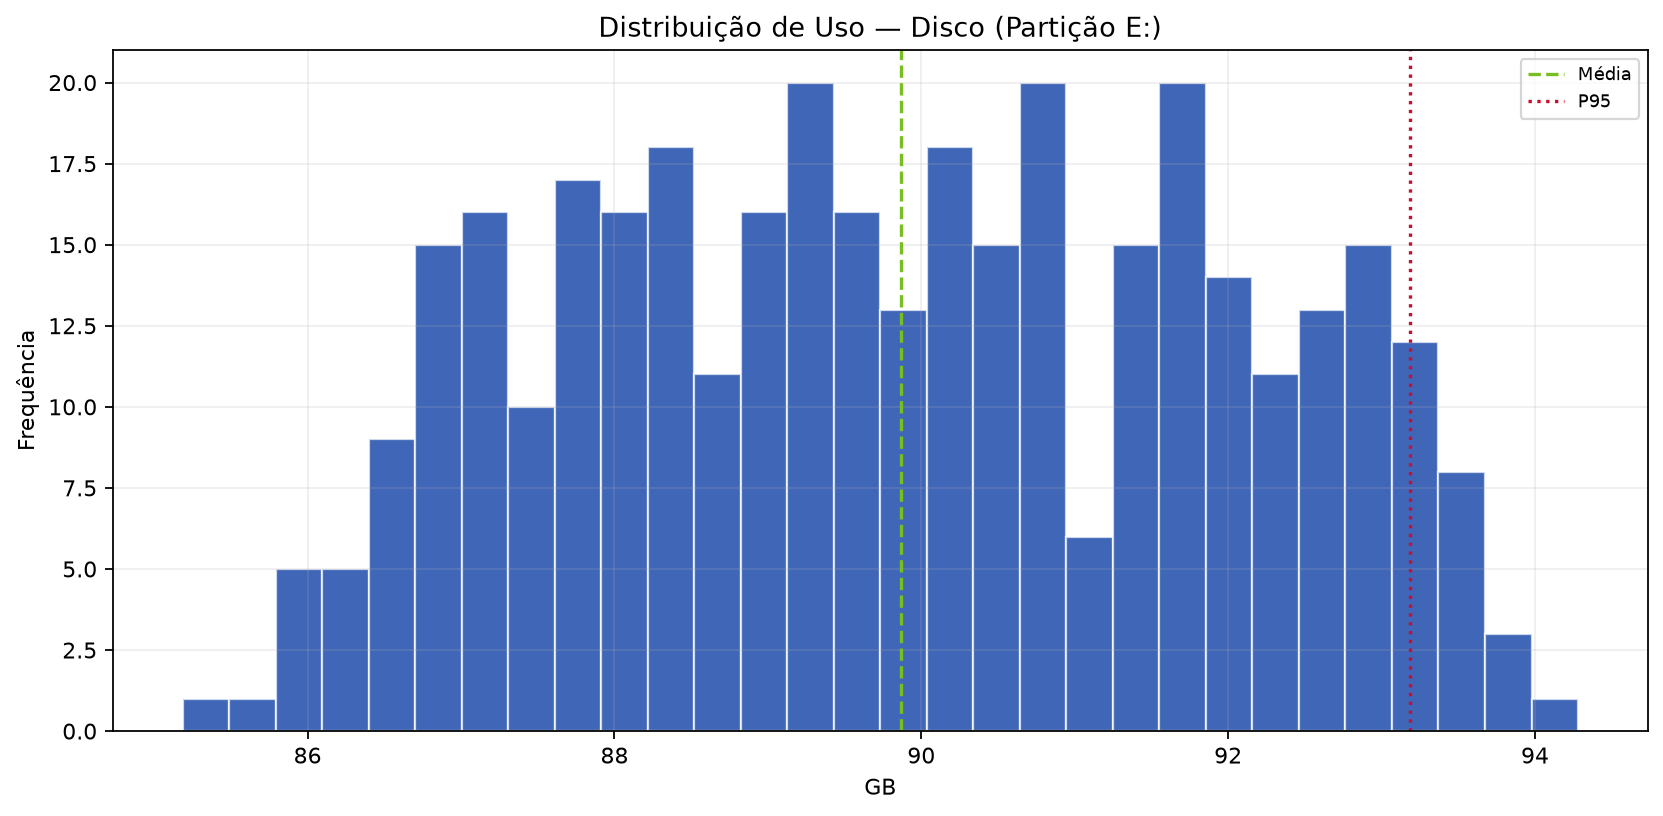 Distribuição de Uso — Disco (Partição E:)
Média
P95
Frequência
20.0
17.5
15.0
12.5
10.0
7.5
5.0
2.5
0.0
86
88
90
92
94
GB